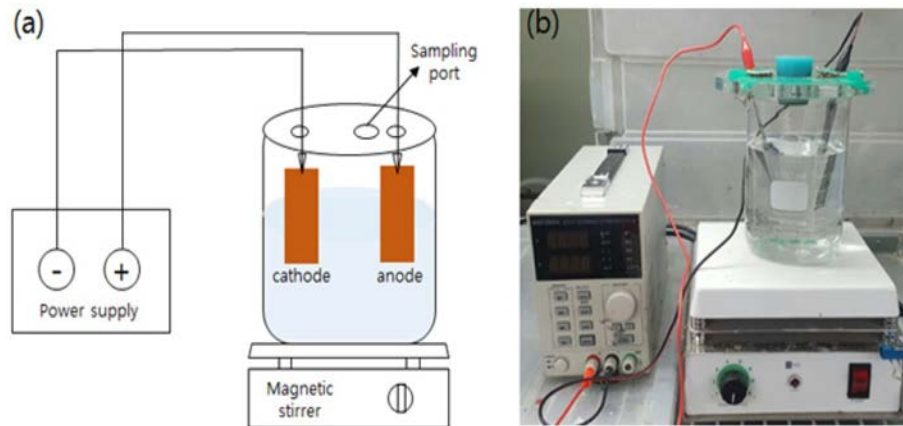 (a)
Sampling
port
cathode
anode
-
+
Power supply
Magnetic
stirrer
(b)